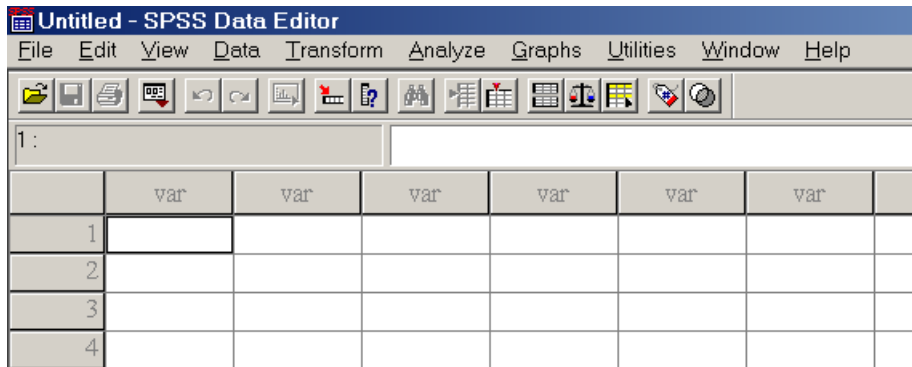 Untitled - SPSS Data Editor
File Edit View Data Transform Analyze Graphs Utilities Window Help
1 :
var var var var var var
1
2
3
4